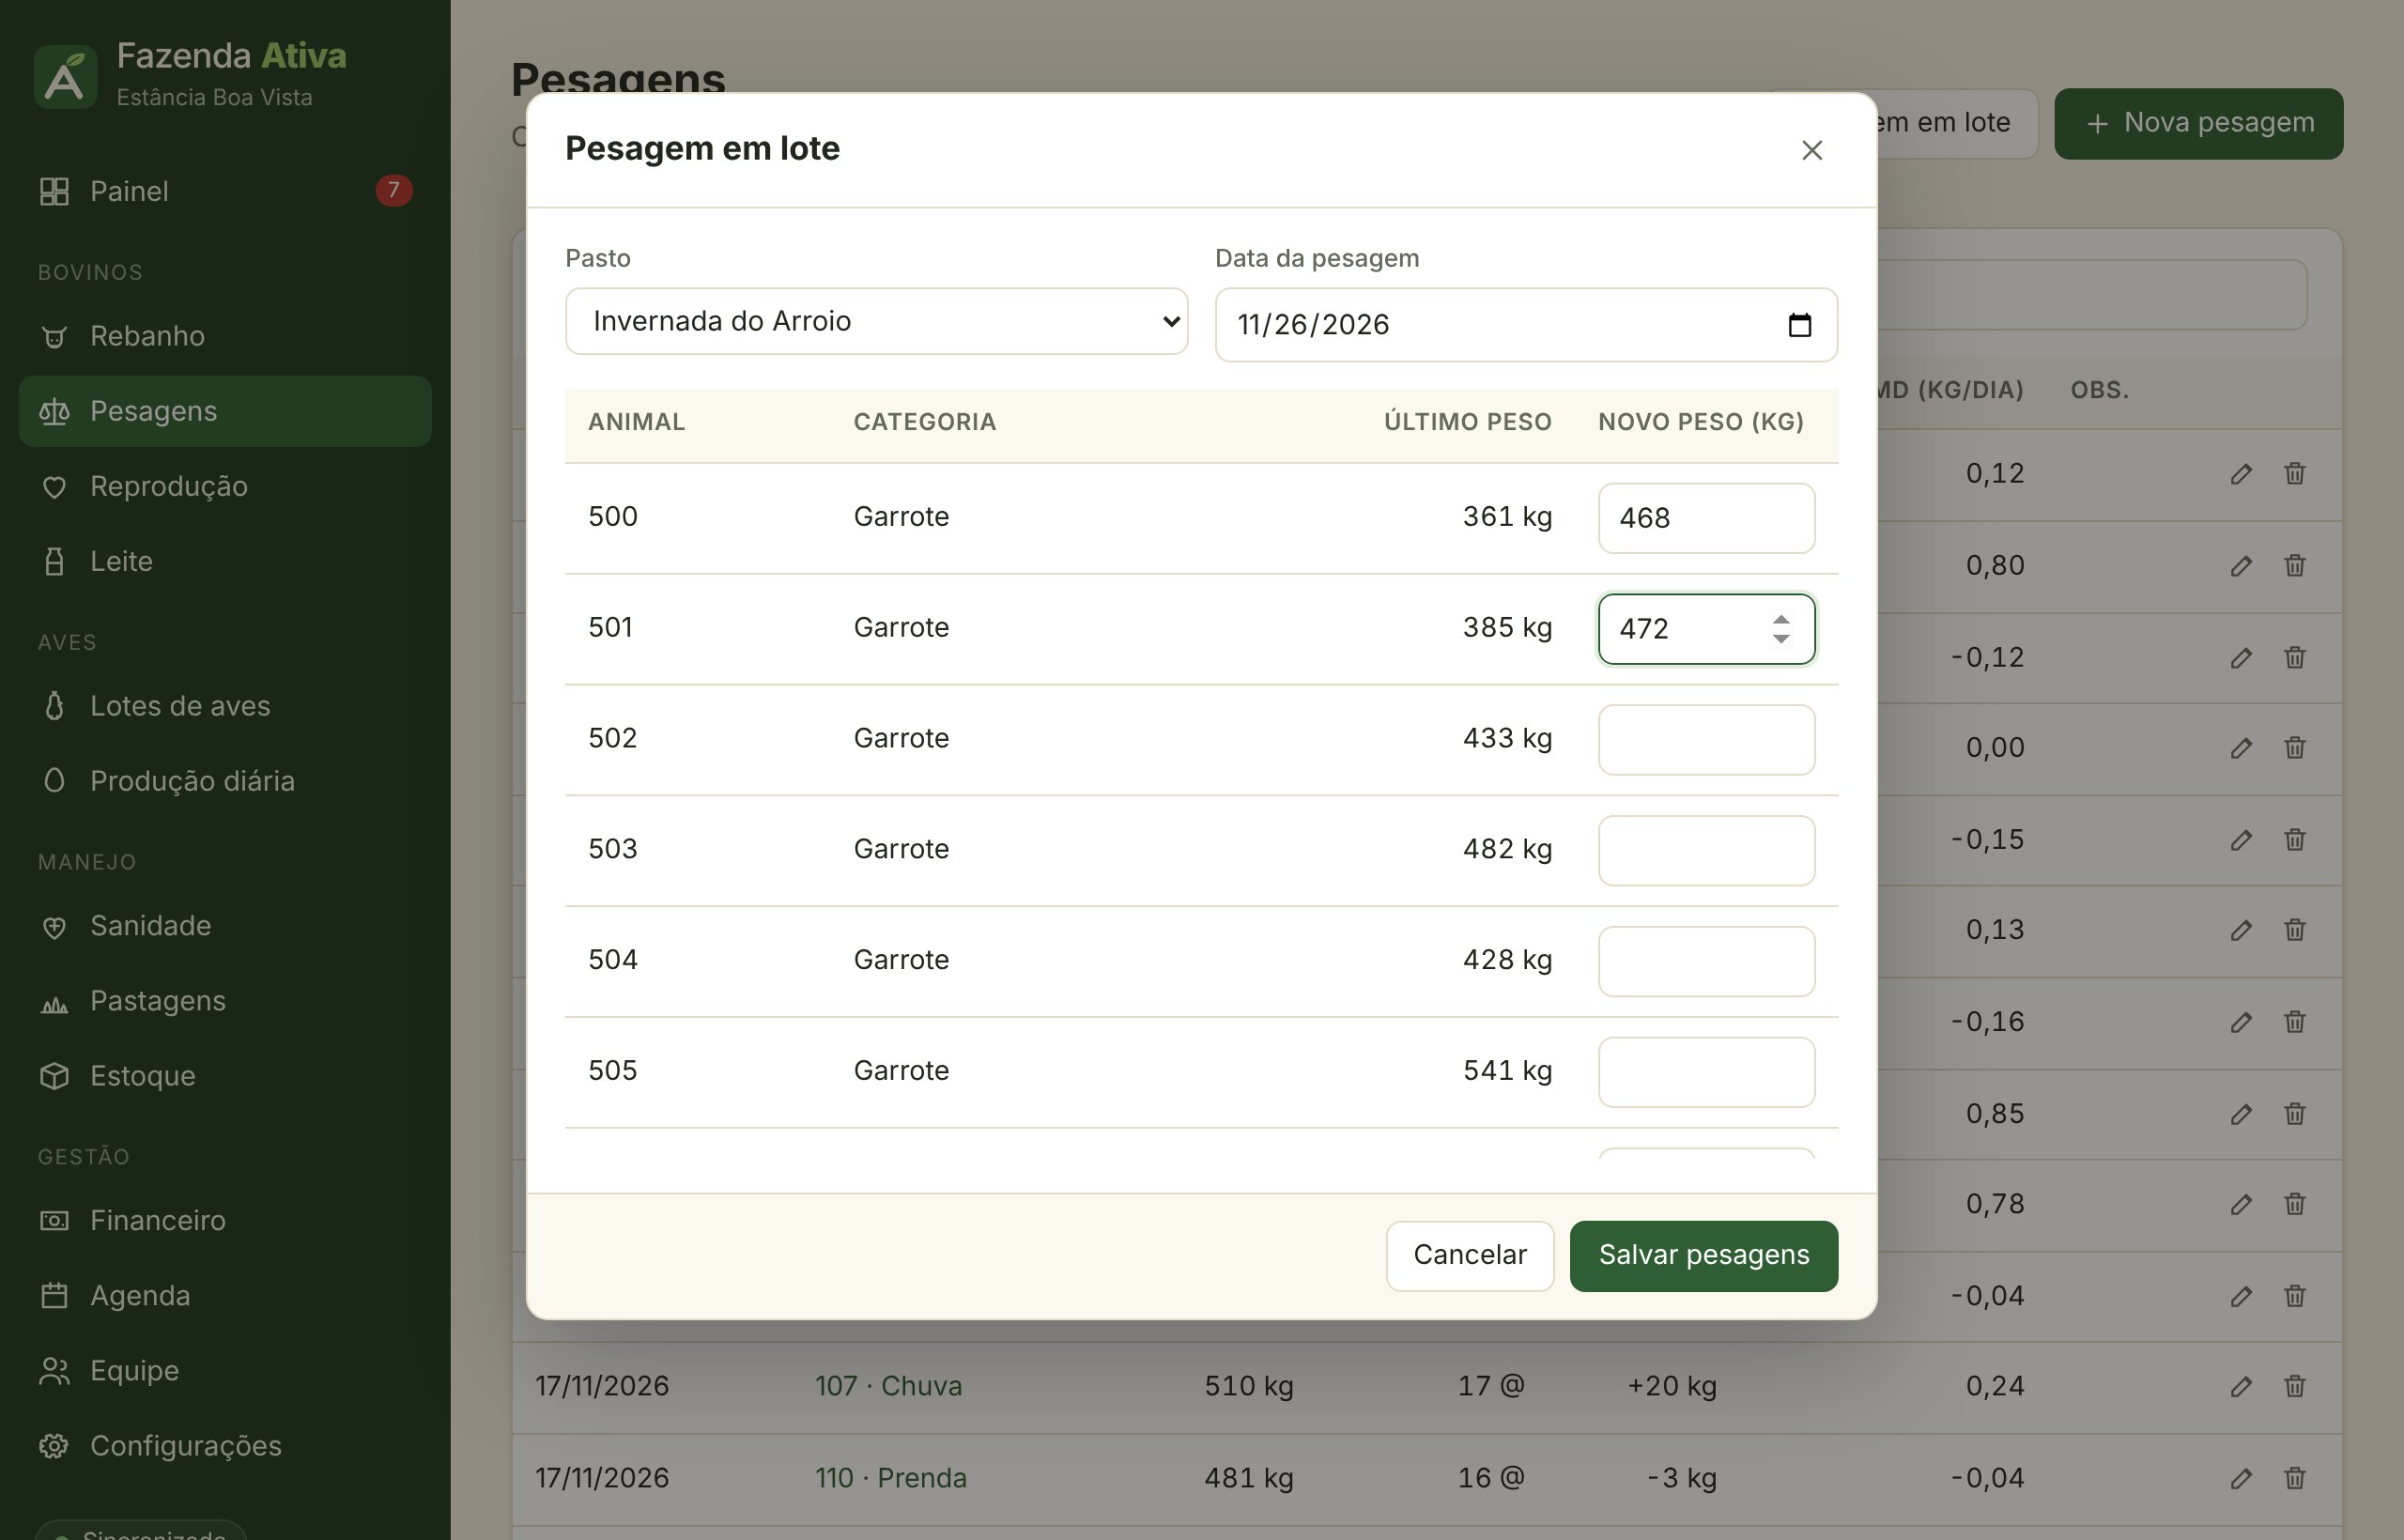 Fazenda Ativa
Estância Boa Vista
Painel 7
BOVINOS
Rebanho
Pesagens
Reprodução
Leite
AVES
Lotes de aves
Produção diária
MANEJO
Sanidade
Pastagens
Estoque
GESTÃO
Financeiro
Agenda
Equipe
Configurações
Sincronizado
Pesagens
em lote
Nova pesagem
Pesagem em lote
Pasto
Data da pesagem
Invernada do Arroio
11/26/2026
ANIMAL CATEGORIA ÚLTIMO PESO NOVO PESO (KG)
500 Garrote 361 kg 468
501 Garrote 385 kg 472
502 Garrote 433 kg
503 Garrote 482 kg
504 Garrote 428 kg
505 Garrote 541 kg
Cancelar
Salvar pesagens
(KG/DIA) OBS.
0,12
0,80
-0,12
0,00
-0,15
0,13
-0,16
0,85
0,78
-0,04
17/11/2026 107 · Chuva 510 kg 17 @ +20 kg 0,24
17/11/2026 110 · Prenda 481 kg 16 @ -3 kg -0,04